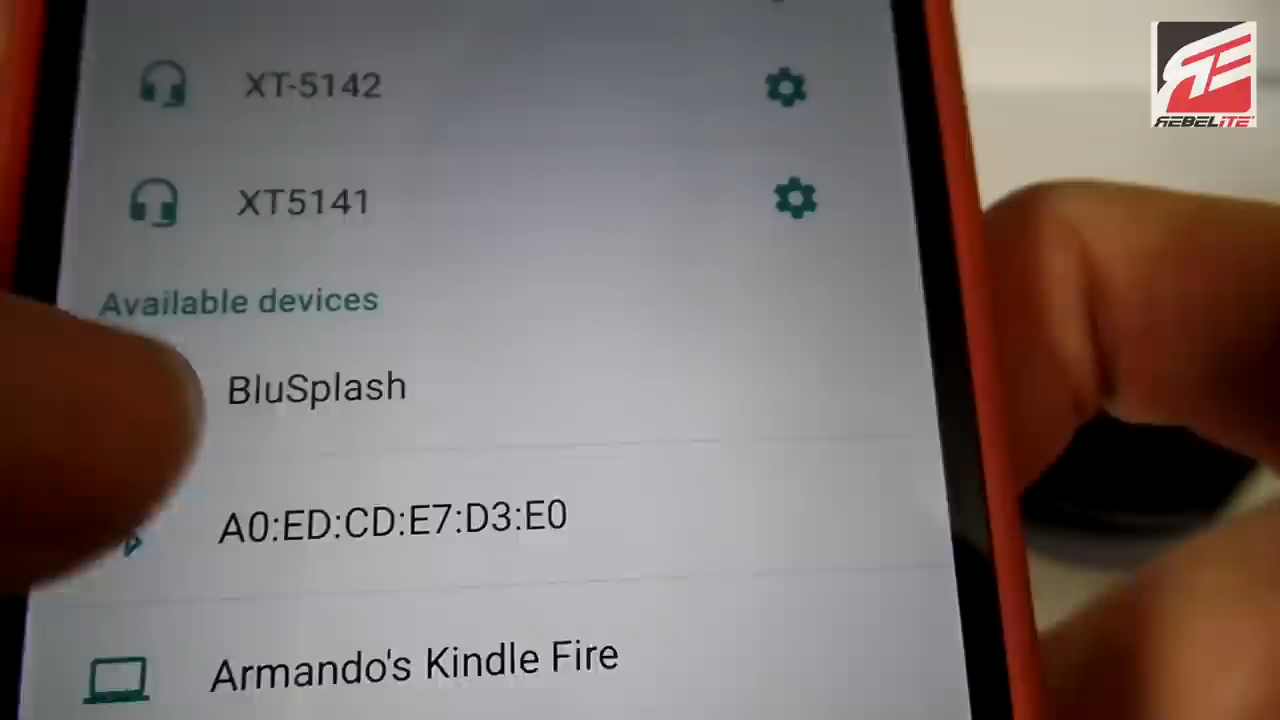 XT-5142
XT5141
Available devices
BluSplash
A0:ED:CD:E7:D3:E0
Armando's Kindle Fire
REBELiTE